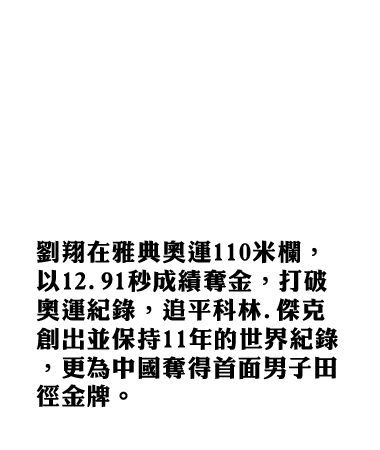 劉翔在雅典奧運110米欄，
以12.91秒成績奪金，打破
奧運紀錄，追平科林.傑克
創出並保持11年的世界紀錄
，更為中國奪得首面男子田
徑金牌。